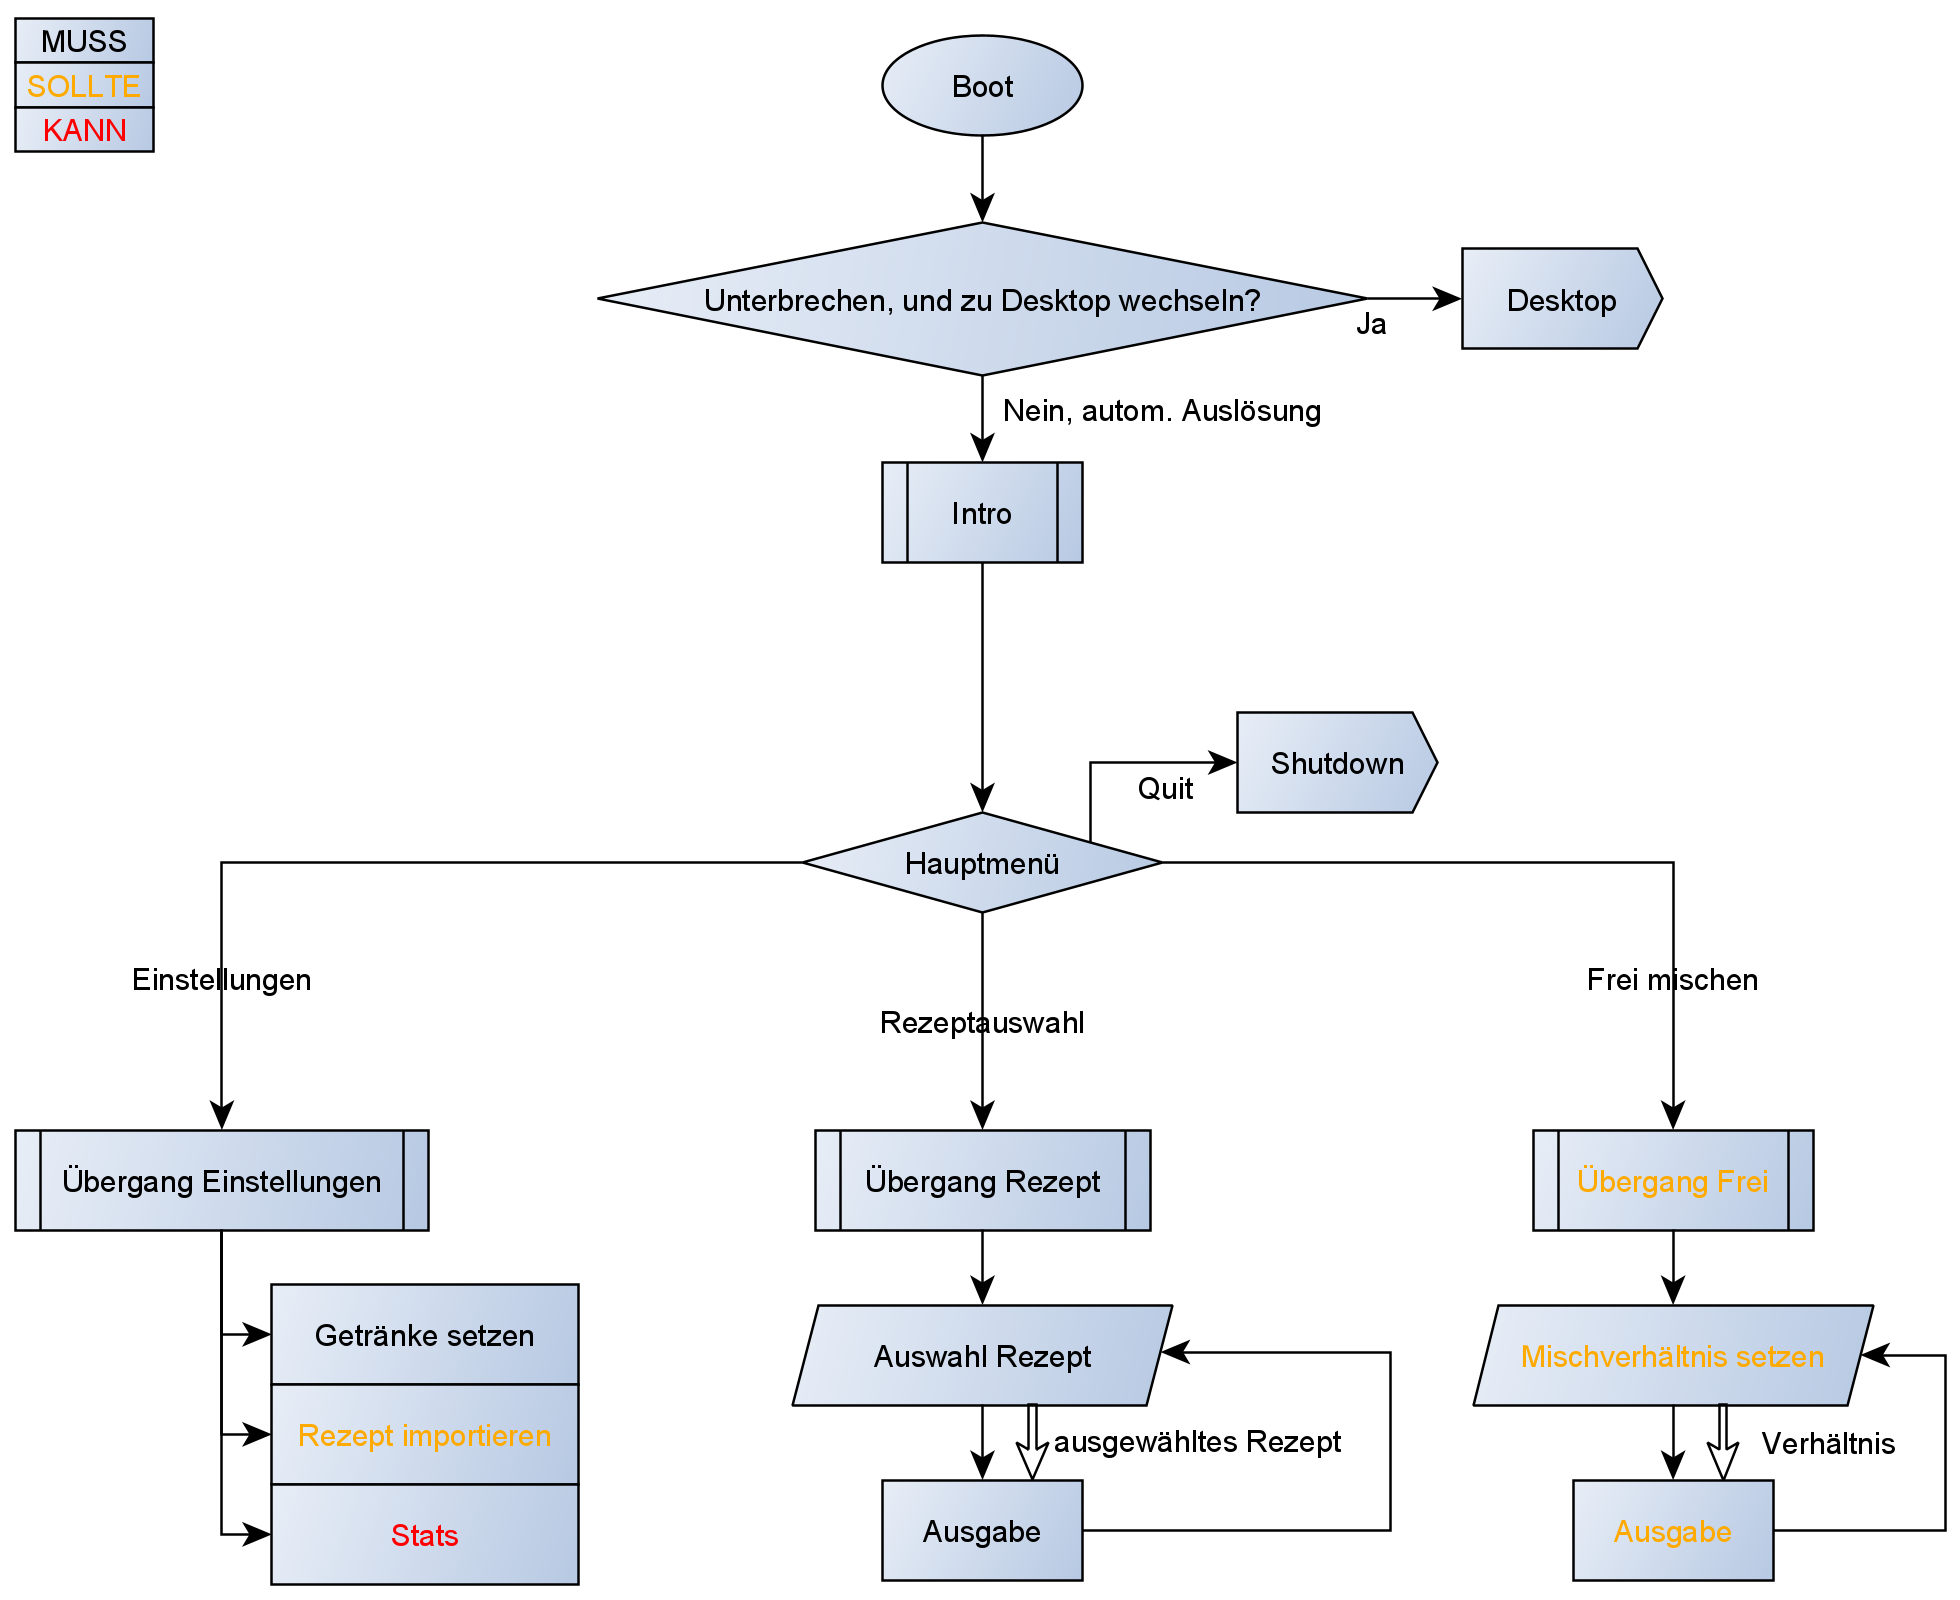 MUSS
SOLLTE
KANN
Boot
Unterbrechen, und zu Desktop wechseln?
Ja
Desktop
Nein, autom. Auslösung
Intro
Shutdown
Quit
Hauptmenü
Einstellungen
Rezeptauswahl
Frei mischen
Übergang Einstellungen
Übergang Rezept
Übergang Frei
Getränke setzen
Auswahl Rezept
Mischverhältnis setzen
Rezept importieren
ausgewähltes Rezept
Verhältnis
Stats
Ausgabe
Ausgabe